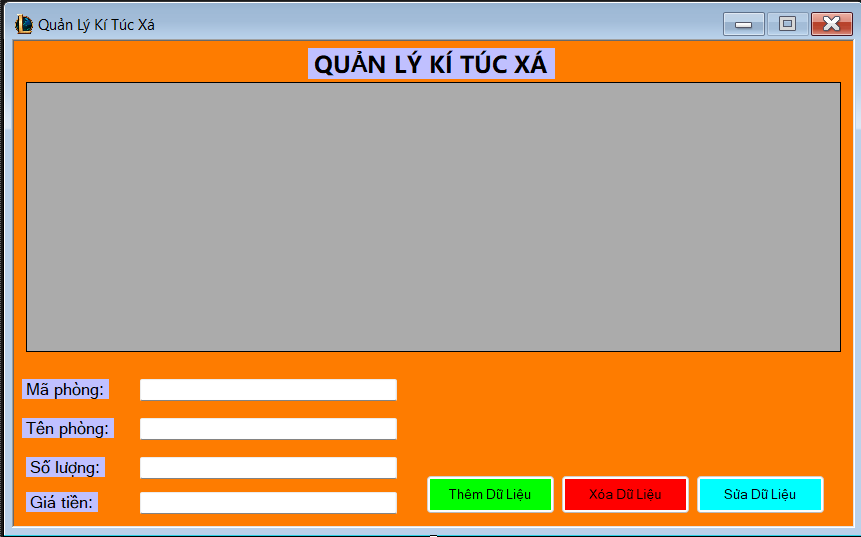 Quản Lý Kí Túc Xá
QUẢN LÝ KÍ TÚC XÁ
Mã phòng:
Tên phòng:
Số lượng:
Giá tiền:
Thêm Dữ Liệu
Xóa Dữ Liệu
Sửa Dữ Liệu